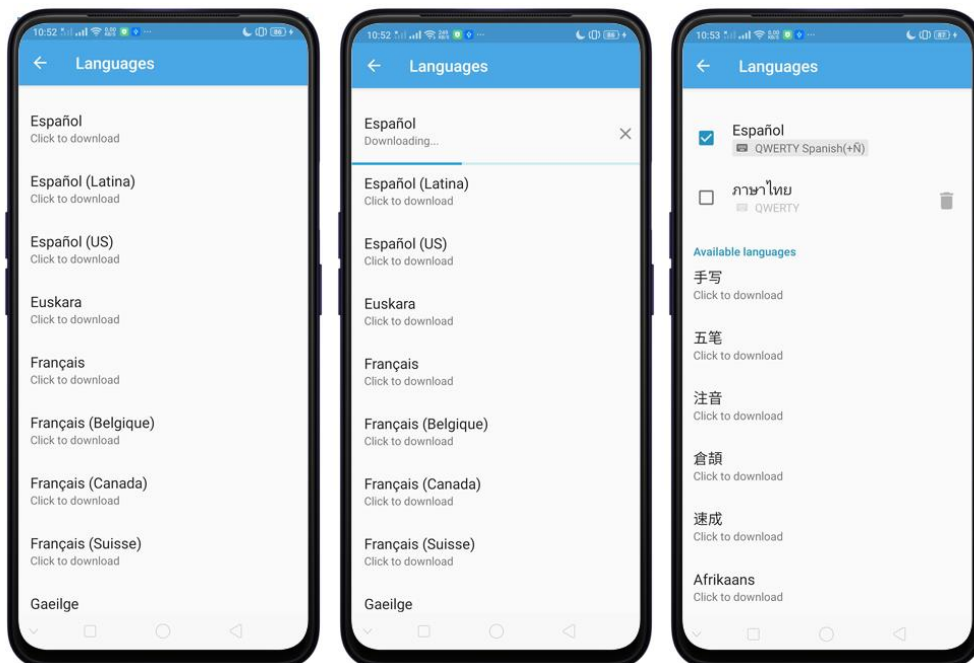 10:52
Languages
Español
Click to download
Español (Latina)
Click to download
Español (US)
Click to download
Euskara
Click to download
Français
Click to download
Français (Belgique)
Click to download
Français (Canada)
Click to download
Français (Suisse)
Click to download
Gaeilge
10:52
Languages
Español
Downloading...
Español (Latina)
Click to download
Español (US)
Click to download
Euskara
Click to download
Français
Click to download
Français (Belgique)
Click to download
Français (Canada)
Click to download
Français (Suisse)
Click to download
Gaeilge
10:53
Languages
Español
QWERTY Spanish(+Ñ)
ภาษาไทย
QWERTY
Available languages
手写
Click to download
五笔
Click to download
注音
Click to download
倉頡
Click to download
速成
Click to download
Afrikaans
Click to download